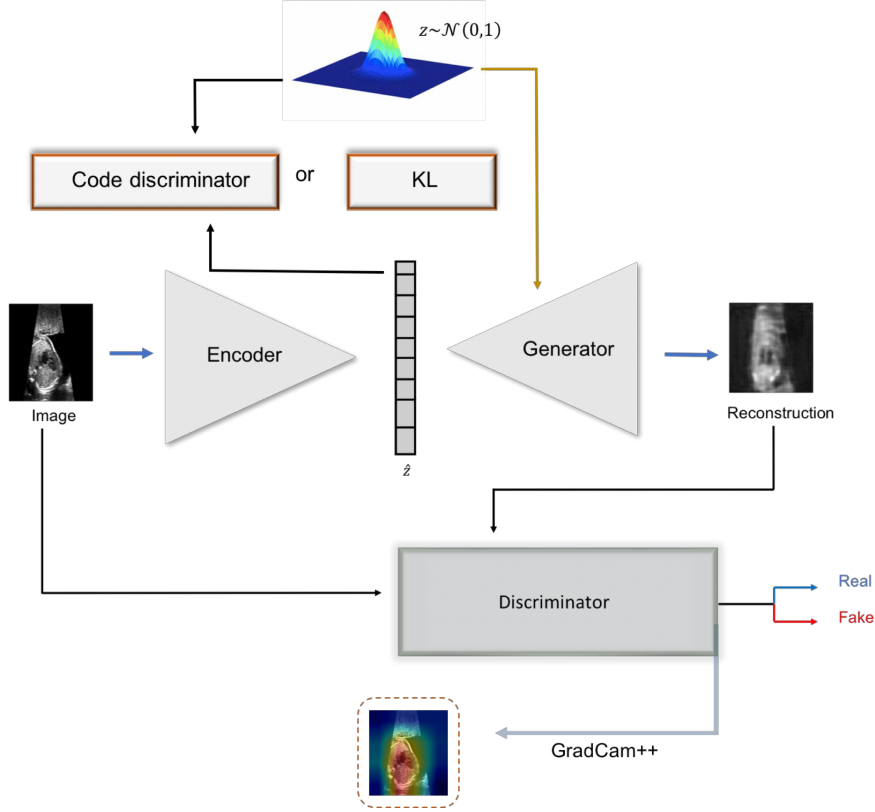 z~𝒩(0,1)
Code discriminator
or
KL
Encoder
Generator
Image
ẑ
Reconstruction
Discriminator
Real
Fake
GradCam++